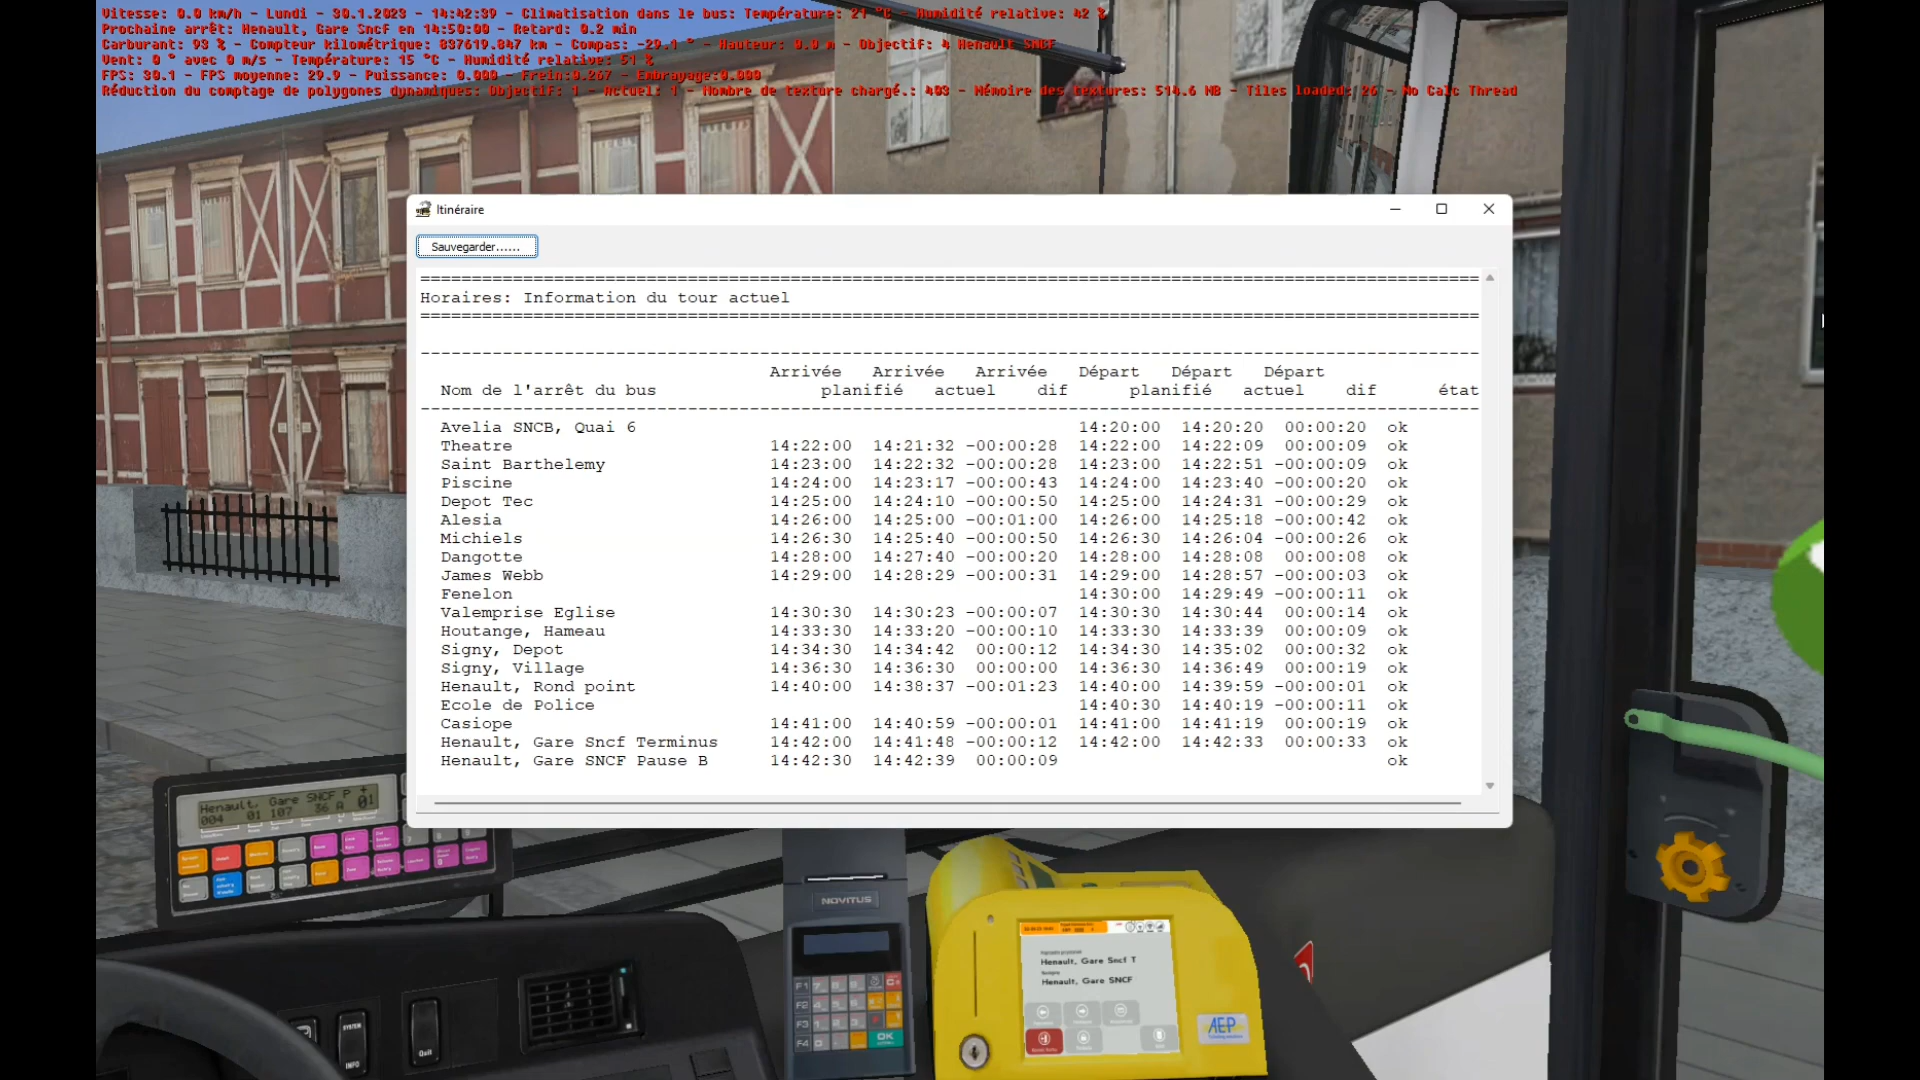 Vitesse: 0.0 km/h - Lundi - 30.1.2023 - 14:42:39 - Climatisation dans le bus: Température: 21 °C - Humidité relative: 42 %
Prochaine arrêt: Henault, Gare Sncf en 14:50:00 - Retard: 0.2 min
Carburant: 93 % - Compteur kilométrique: 837619.847 km - Compas: -29.1 ° - Hauteur: 0.0 m - Objectif: 4 Henault SNCF
Vent: 0 ° avec 0 m/s - Température: 15 °C - Humidité relative: 51 %
FPS: 30.1 - FPS moyenne: 29.9 - Puissance: 0.000 - Frein:0.267 - Embrayage:0.000
Réduction du comptage de polygones dynamiques: Objectif: 1 - Actuel: 1 - Nombre de texture chargé.: 403 - Mémoire des textures: 514.6 MB - Tiles loaded: 26 - No Calc Thread
Itinéraire
Sauvegarder......
Horaires: Information du tour actuel
Arrivée Arrivée Arrivée Départ Départ Départ
Nom de l'arrêt du bus planifié actuel dif planifié actuel dif état
Avelia SNCB, Quai 6 14:20:00 14:20:20 00:00:20 ok
Theatre 14:22:00 14:21:32 -00:00:28 14:22:00 14:22:09 00:00:09 ok
Saint Barthelemy 14:23:00 14:22:32 -00:00:28 14:23:00 14:22:51 -00:00:09 ok
Piscine 14:24:00 14:23:17 -00:00:43 14:24:00 14:23:40 -00:00:20 ok
Depot Tec 14:25:00 14:24:10 -00:00:50 14:25:00 14:24:31 -00:00:29 ok
Alesia 14:26:00 14:25:00 -00:01:00 14:26:00 14:25:18 -00:00:42 ok
Michiels 14:26:30 14:25:40 -00:00:50 14:26:30 14:26:04 -00:00:26 ok
Dangotte 14:28:00 14:27:40 -00:00:20 14:28:00 14:28:08 00:00:08 ok
James Webb 14:29:00 14:28:29 -00:00:31 14:29:00 14:28:57 -00:00:03 ok
Fenelon 14:30:00 14:29:49 -00:00:11 ok
Valemprise Eglise 14:30:30 14:30:23 -00:00:07 14:30:30 14:30:44 00:00:14 ok
Houtange, Hameau 14:33:30 14:33:20 -00:00:10 14:33:30 14:33:39 00:00:09 ok
Signy, Depot 14:34:30 14:34:42 00:00:12 14:34:30 14:35:02 00:00:32 ok
Signy, Village 14:36:30 14:36:30 00:00:00 14:36:30 14:36:49 00:00:19 ok
Henault, Rond point 14:40:00 14:38:37 -00:01:23 14:40:00 14:39:59 -00:00:01 ok
Ecole de Police 14:40:30 14:40:19 -00:00:11 ok
Casiope 14:41:00 14:40:59 -00:00:01 14:41:00 14:41:19 00:00:19 ok
Henault, Gare Sncf Terminus 14:42:00 14:41:48 -00:00:12 14:42:00 14:42:33 00:00:33 ok
Henault, Gare SNCF Pause B 14:42:30 14:42:39 00:00:09 ok
Henault, Gare SNCF P +
004 01 107 36 A 01
NOVITUS
F1 7 8 9 C
F2 4 5 6
F3 1 2 3
F4 0 OK
Henault, Gare Sncf T
Henault, Gare SNCF
AEP
SYSTEM
INFO